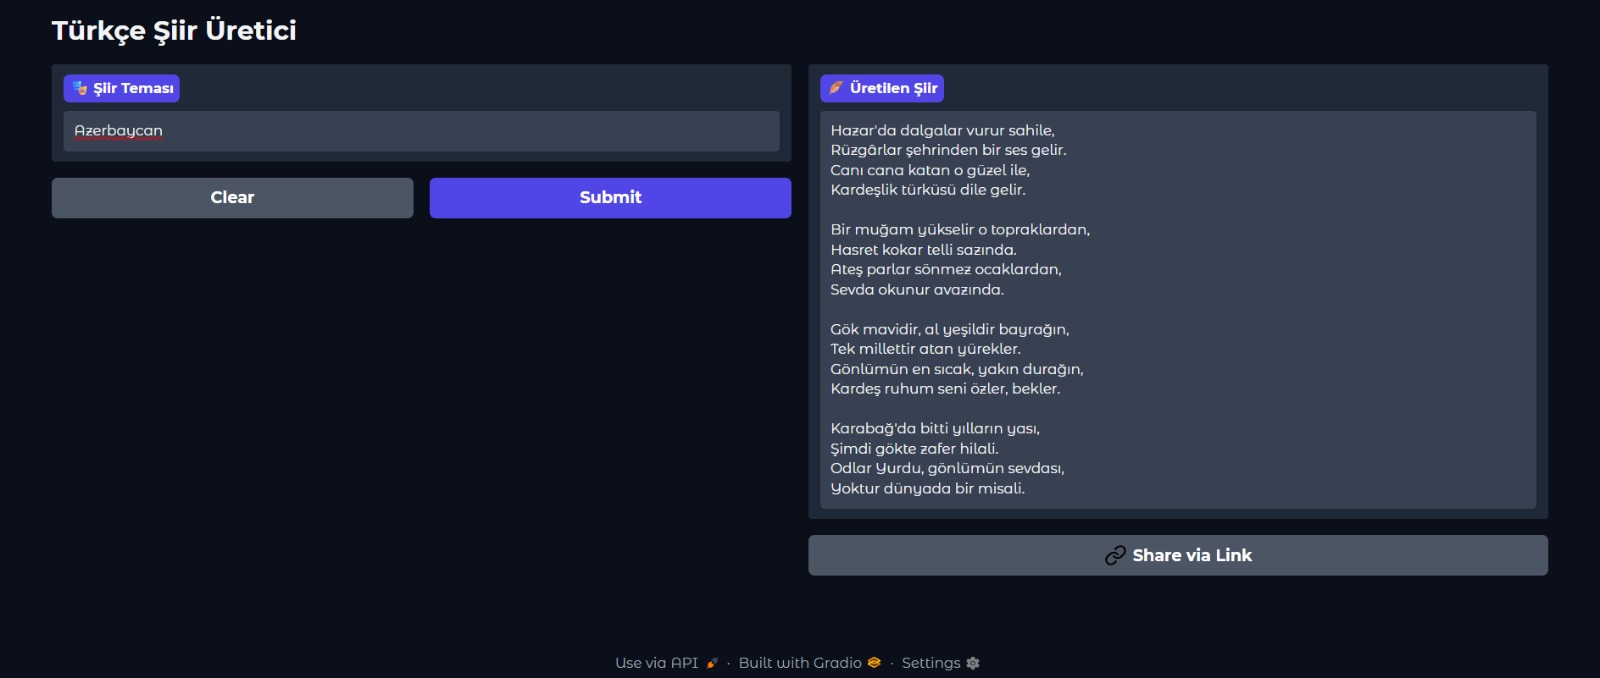 Türkçe Şiir Üretici
Şiir Teması
Azerbaycan
Clear
Submit
Üretilen Şiir
Hazar'da dalgalar vurur sahile,
Rüzgârlar şehrinden bir ses gelir.
Canı cana katan o güzel ile,
Kardeşlik türküsü dile gelir.
Bir muğam yükselir o topraklardan,
Hasret kokar telli sazında.
Ateş parlar sönmez ocaklardan,
Sevda okunur avazında.
Gök mavidir, al yeşildir bayrağın,
Tek millettir atan yürekler.
Gönlümün en sıcak, yakın durağın,
Kardeş ruhum seni özler, bekler.
Karabağ'da bitti yılların yası,
Şimdi gökte zafer hilali.
Odlar Yurdu, gönlümün sevdası,
Yoktur dünyada bir misali.
Share via Link
Use via API · Built with Gradio · Settings